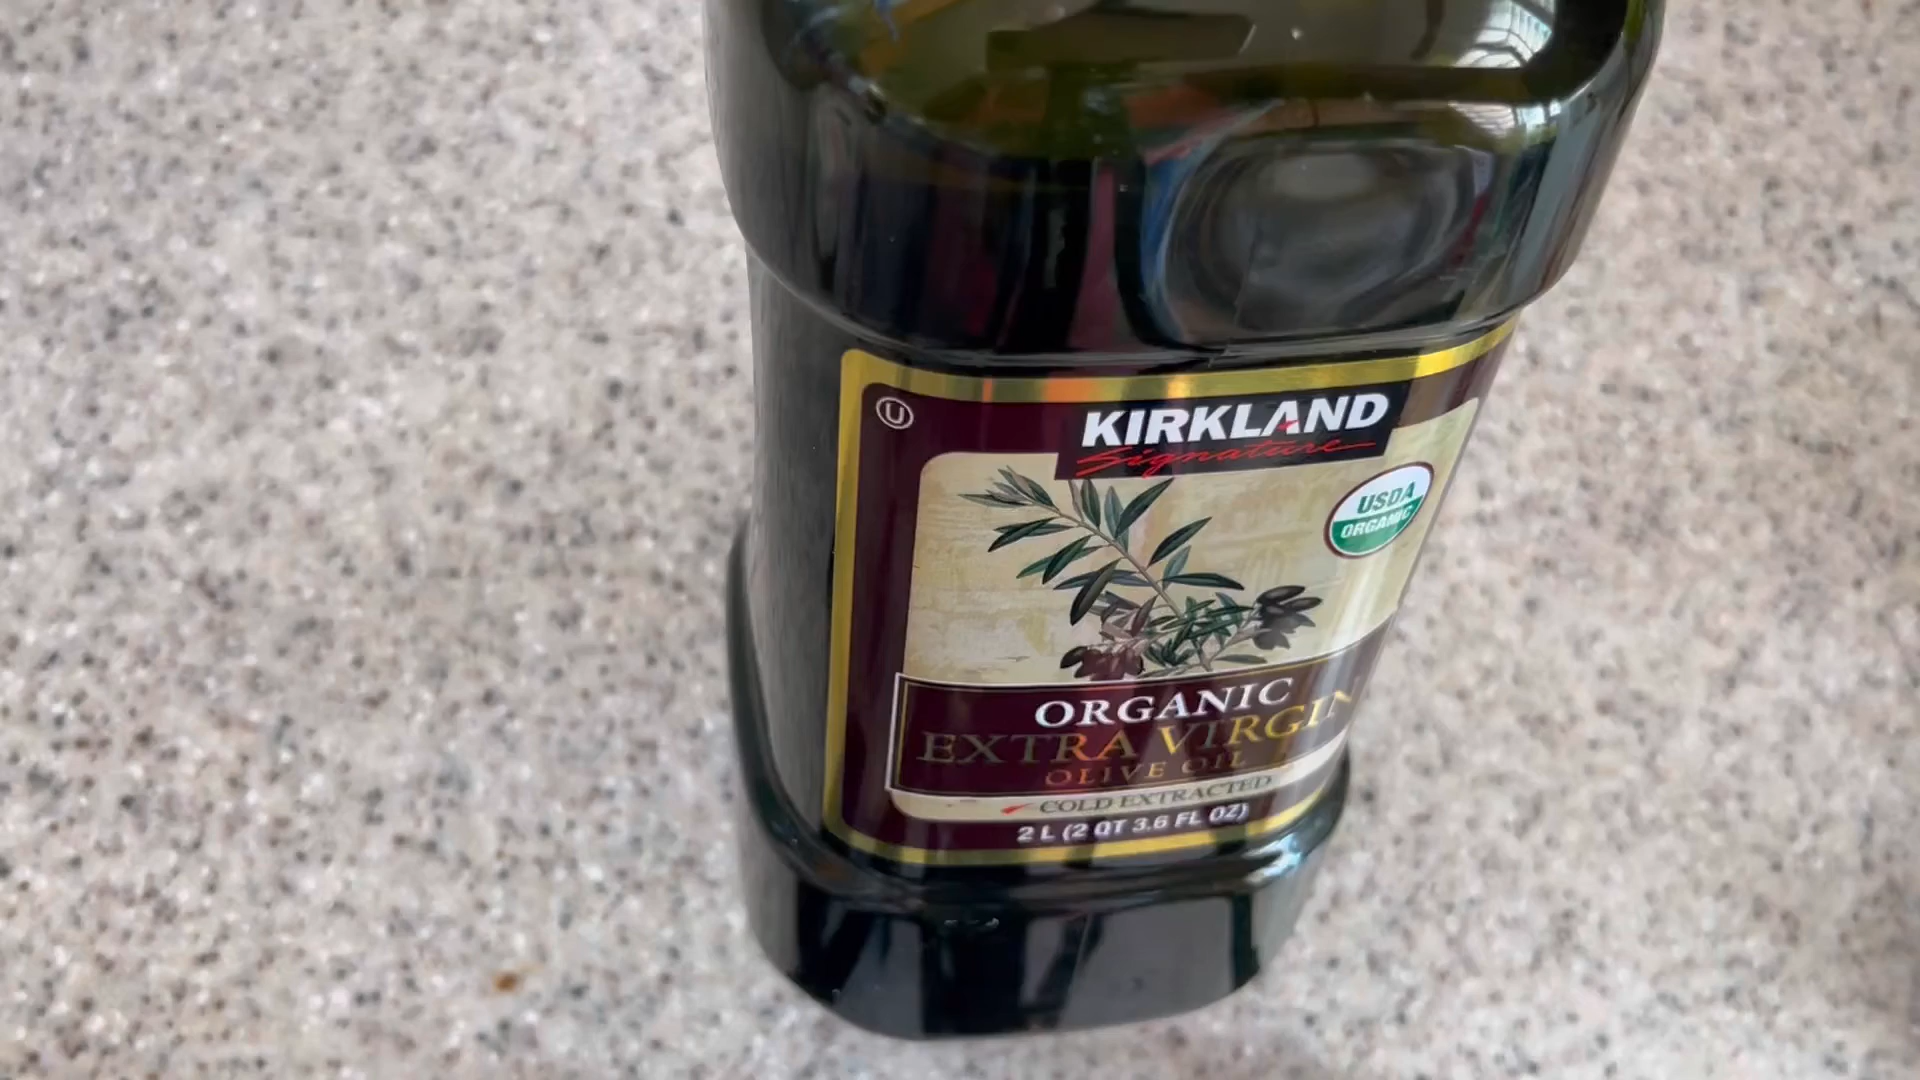 U
KIRKLAND
Signature
USDA
ORGANIC
ORGANIC
EXTRA VIRGIN
OLIVE OIL
COLD EXTRACTED
2 L (2 QT 3.6 FL OZ)